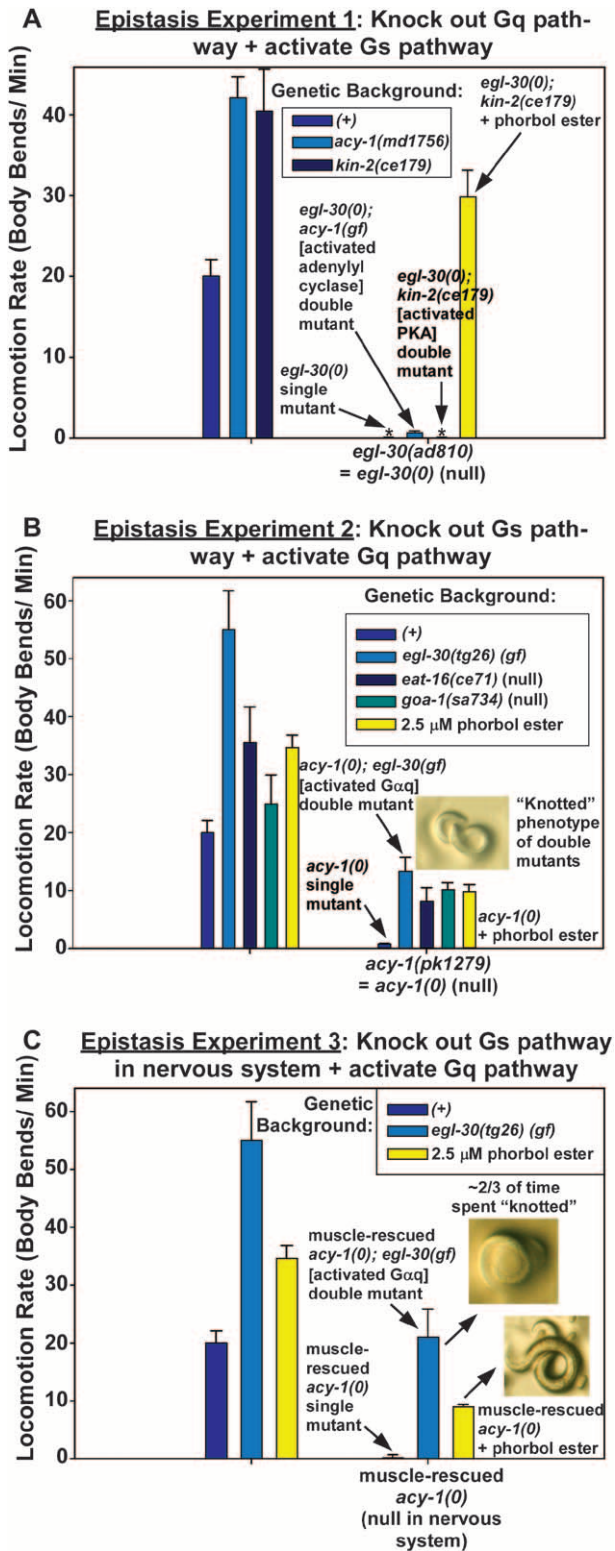 A
Epistasis Experiment 1: Knock out Gq path-
way + activate Gs pathway
Locomotion Rate (Body Bends/ Min)
40
20
0
Genetic Background:
(+)
acy-1(md1756)
kin-2(ce179)
egl-30(0);
kin-2(ce179)
+ phorbol ester
egl-30(0);
acy-1(gf)
[activated
adenylyl
cyclase]
double
mutant
egl-30(0);
kin-2(ce179)
[activated
PKA]
double
mutant
egl-30(0)
single
mutant
*
*
egl-30(ad810)
= egl-30(0) (null)
B
Epistasis Experiment 2: Knock out Gs path-
way + activate Gq pathway
Locomotion Rate (Body Bends/ Min)
60
50
40
30
20
10
0
Genetic Background:
(+)
egl-30(tg26) (gf)
eat-16(ce71) (null)
goa-1(sa734) (null)
2.5 µM phorbol ester
acy-1(0); egl-30(gf)
[activated Gαq]
double mutant
"Knotted"
phenotype
of double
mutants
acy-1(0)
single
mutant
acy-1(0)
+ phorbol ester
acy-1(pk1279)
= acy-1(0) (null)
C
Epistasis Experiment 3: Knock out Gs pathway
in nervous system + activate Gq pathway
Locomotion Rate (Body Bends/ Min)
60
50
40
30
20
10
0
Genetic
Background:
(+)
egl-30(tg26) (gf)
2.5 µM phorbol ester
~2/3 of time
spent "knotted"
muscle-rescued
acy-1(0); egl-30(gf)
[activated Gαq]
double mutant
muscle-
rescued
acy-1(0)
single
mutant
muscle-rescued
acy-1(0)
+ phorbol ester
muscle-rescued
acy-1(0)
(null in nervous
system)